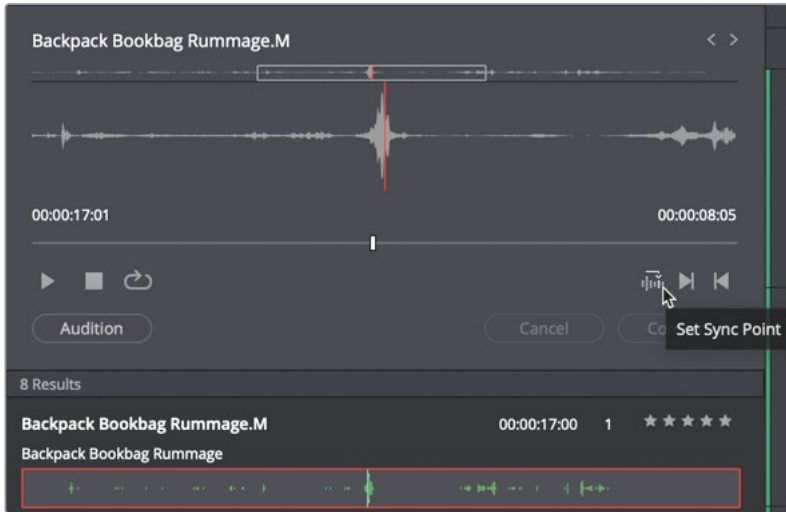 Backpack Bookbag Rummage.M
00:00:17:01 00:00:08:05
Audition Cancel Co
Set Sync Point
8 Results
Backpack Bookbag Rummage.M 00:00:17:00 1
Backpack Bookbag Rummage